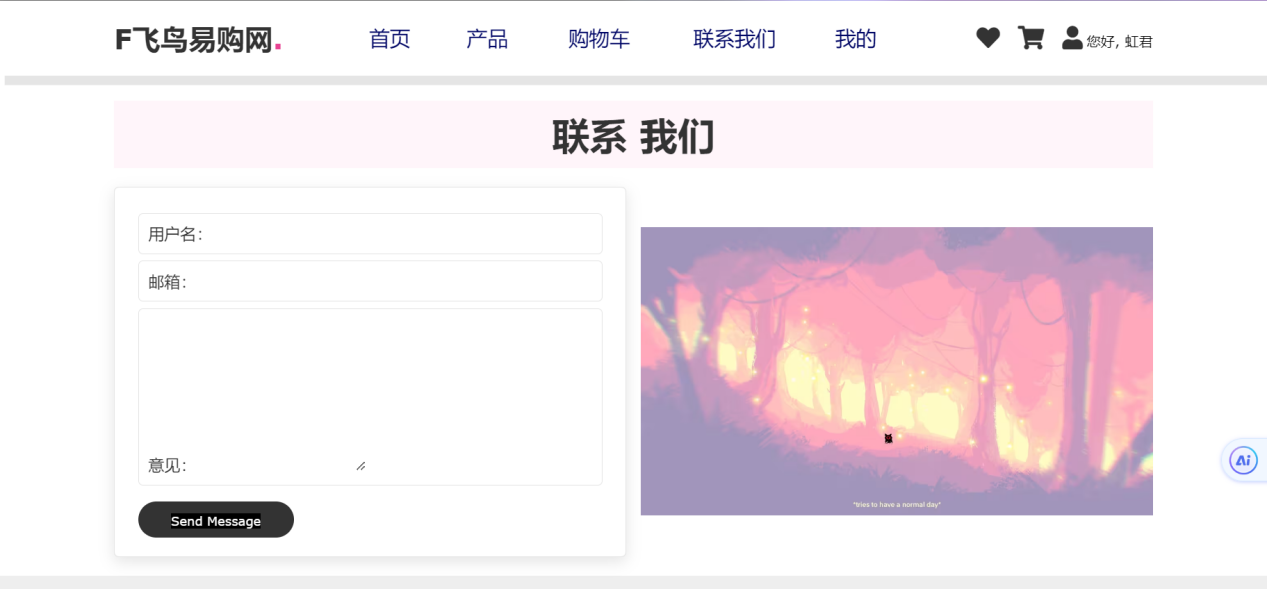 F飞鸟易购网.
首页 产品 购物车 联系我们 我的
您好, 虹君
联系 我们
用户名:
邮箱:
意见:
Send Message
"tries to have a normal day"
Ai